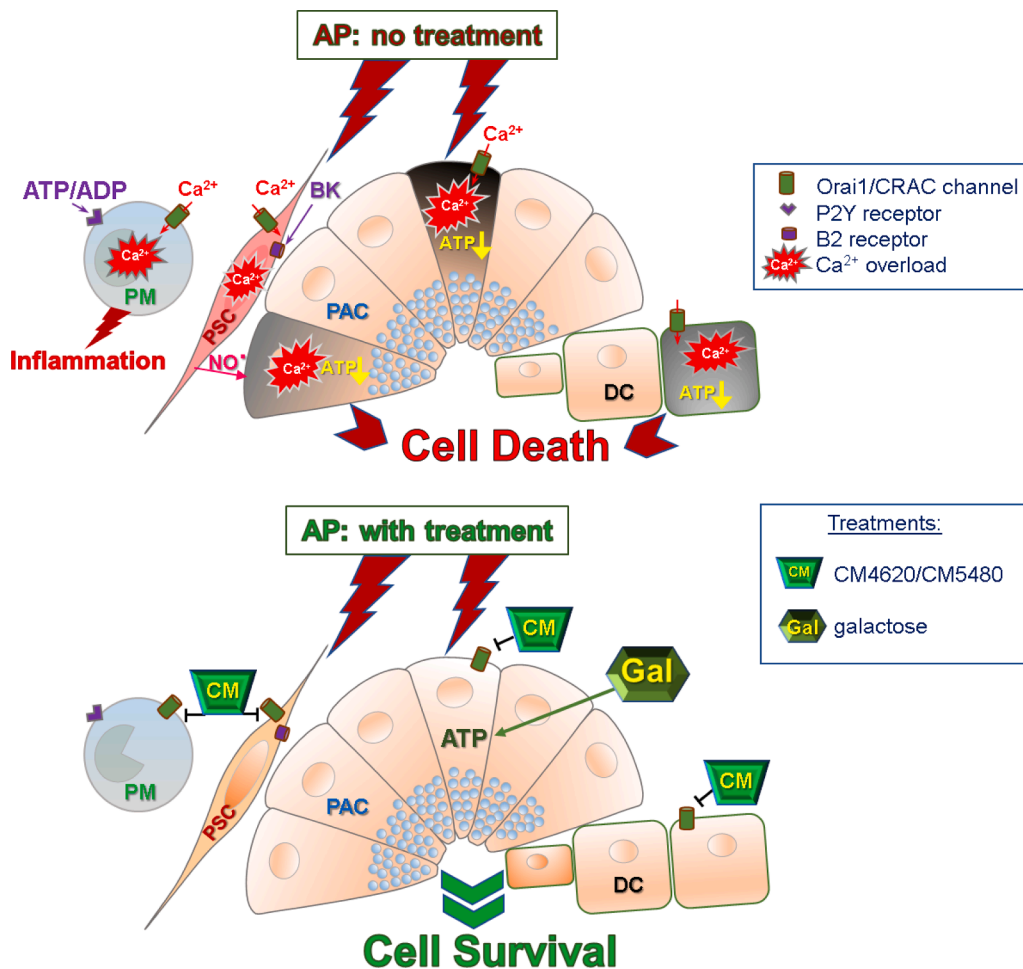 AP: no treatment
Ca²⁺
ATP/ADP
Ca²⁺
Ca²⁺
BK
Orai1/CRAC channel
P2Y receptor
B2 receptor
Ca²⁺
Ca²⁺ overload
Ca²⁺
PM
Ca²⁺
PSC
Ca²⁺
ATP
PAC
Inflammation
NO•
Ca²⁺
ATP
DC
Ca²⁺
ATP
Cell Death
AP: with treatment
Treatments:
CM
CM4620/CM5480
Gal
galactose
CM
CM
Gal
PM
PSC
PAC
ATP
CM
DC
Cell Survival